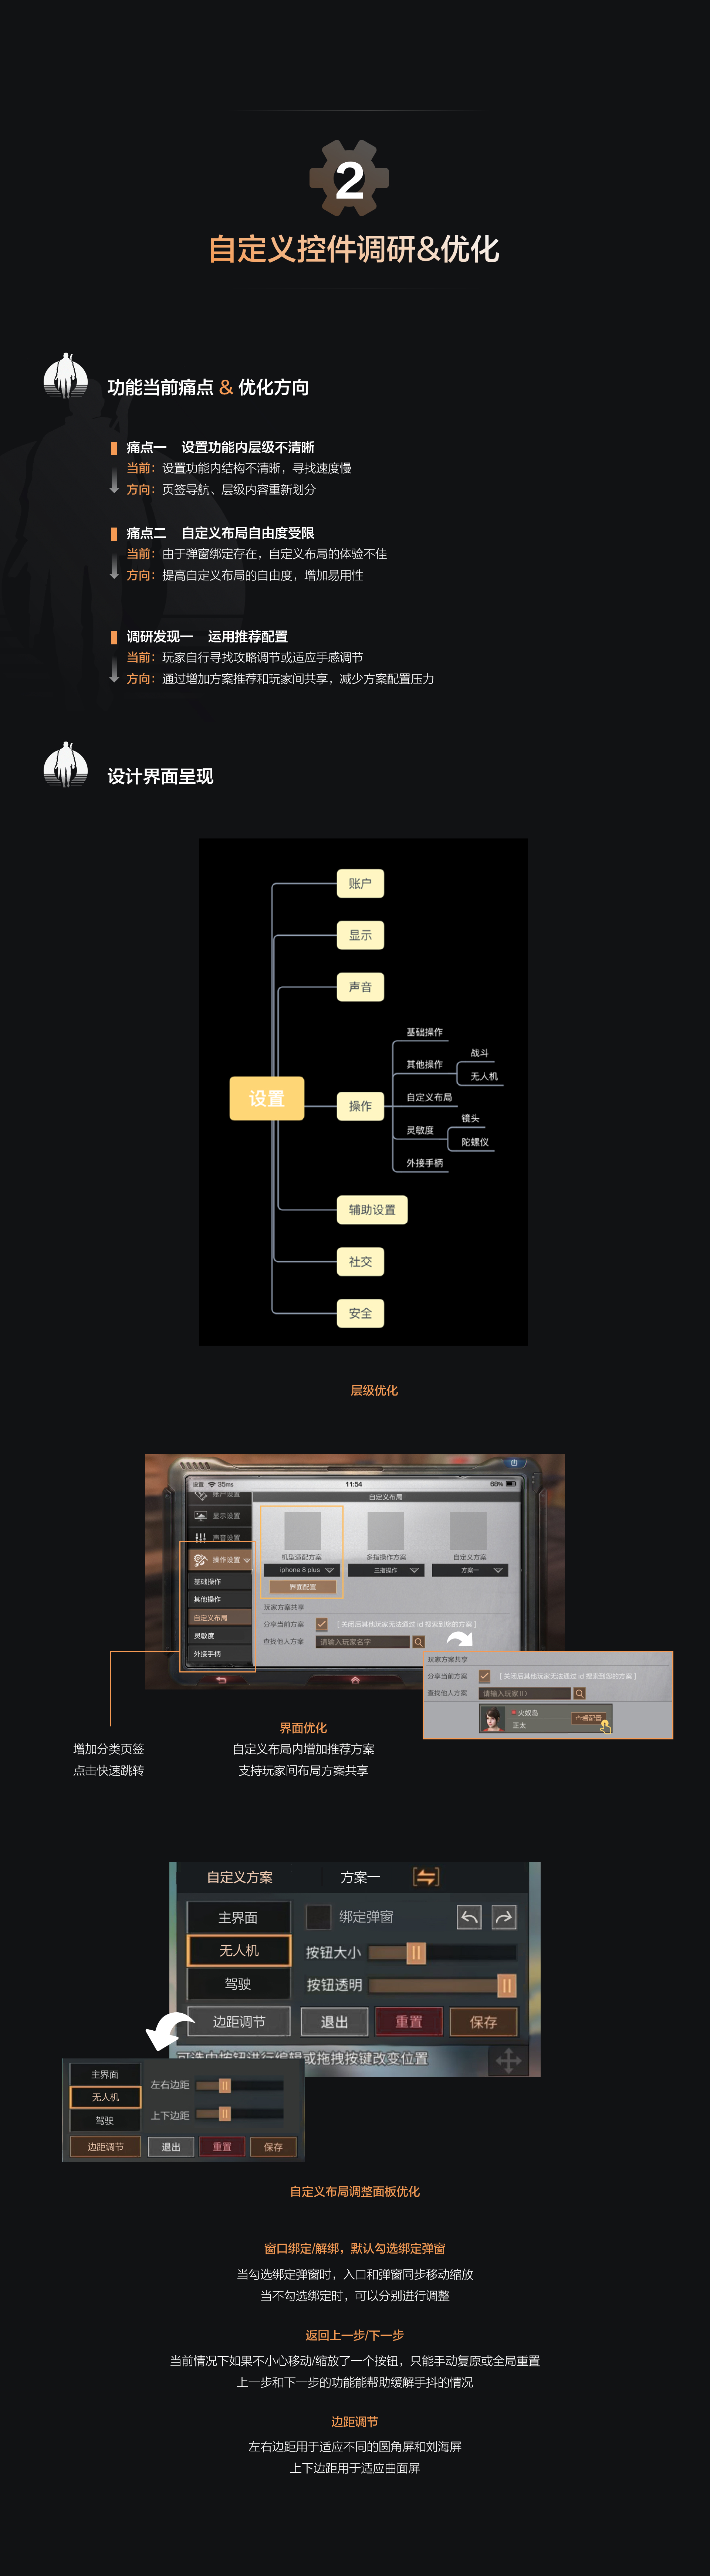 2
自定义控件调研&优化
功能当前痛点 & 优化方向
痛点一 设置功能内层级不清晰
当前：设置功能内结构不清晰，寻找速度慢
方向：页签导航、层级内容重新划分
痛点二 自定义布局自由度受限
当前：由于弹窗绑定存在，自定义布局的体验不佳
方向：提高自定义布局的自由度，增加易用性
调研发现一 运用推荐配置
当前：玩家自行寻找攻略调节或适应手感调节
方向：通过增加方案推荐和玩家间共享，减少方案配置压力
设计界面呈现
账户
显示
声音
基础操作
战斗
其他操作
无人机
设置
操作
自定义布局
镜头
灵敏度
陀螺仪
外接手柄
辅助设置
社交
安全
层级优化
设置 35ms 11:54 68%
账户设置
自定义布局
显示设置
声音设置
操作设置
机型适配方案 多指操作方案 自定义方案
iphone 8 plus 三指操作 方案一
界面配置
基础操作
其他操作
自定义布局
灵敏度
外接手柄
玩家方案共享
分享当前方案 [ 关闭后其他玩家无法通过 id 搜索到您的方案 ]
查找他人方案 请输入玩家名字
玩家方案共享
分享当前方案 [ 关闭后其他玩家无法通过 id 搜索到您的方案 ]
查找他人方案 请输入玩家ID
火奴岛
正太
查看配置
增加分类页签
点击快速跳转
界面优化
自定义布局内增加推荐方案
支持玩家间布局方案共享
自定义方案 方案一
主界面 绑定弹窗
无人机 按钮大小
驾驶 按钮透明
边距调节 退出 重置 保存
可选中按钮进行编辑或拖拽按键改变位置
主界面
左右边距
无人机
上下边距
驾驶
边距调节 退出 重置 保存
自定义布局调整面板优化
窗口绑定/解绑，默认勾选绑定弹窗
当勾选绑定弹窗时，入口和弹窗同步移动缩放
当不勾选绑定时，可以分别进行调整
返回上一步/下一步
当前情况下如果不小心移动/缩放了一个按钮，只能手动复原或全局重置
上一步和下一步的功能能帮助缓解手抖的情况
边距调节
左右边距用于适应不同的圆角屏和刘海屏
上下边距用于适应曲面屏